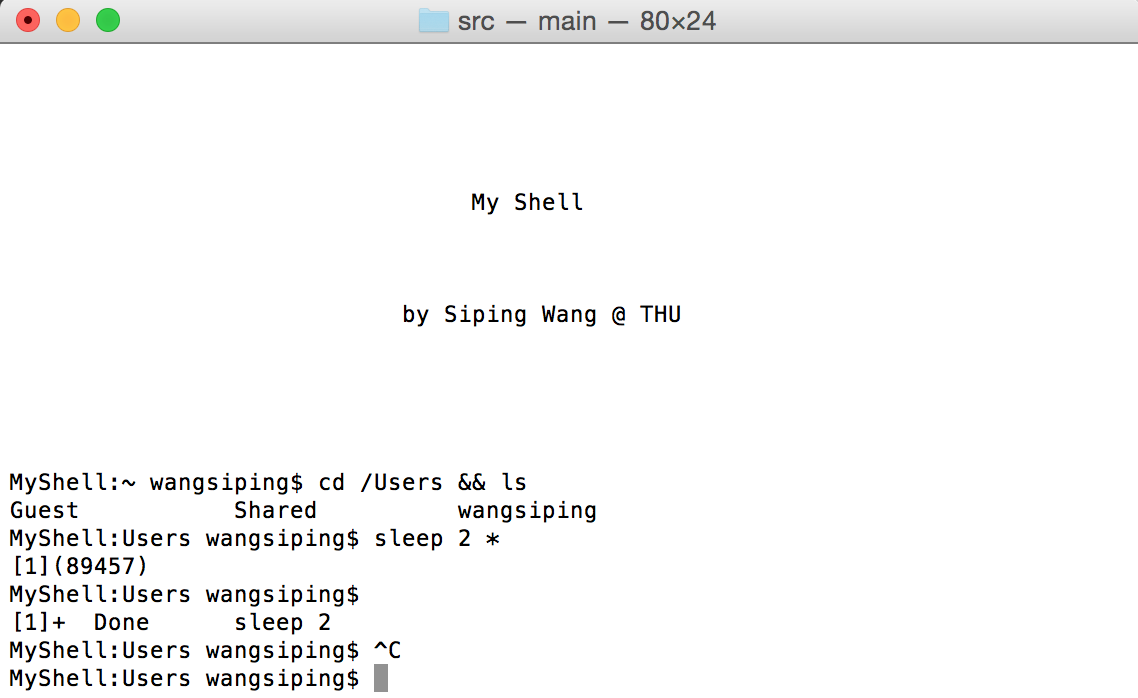 src — main — 80×24
My Shell
by Siping Wang @ THU
MyShell:~ wangsiping$ cd /Users && ls
Guest           Shared          wangsiping
MyShell:Users wangsiping$ sleep 2 *
[1](89457)
MyShell:Users wangsiping$
[1]+  Done      sleep 2
MyShell:Users wangsiping$ ^C
MyShell:Users wangsiping$